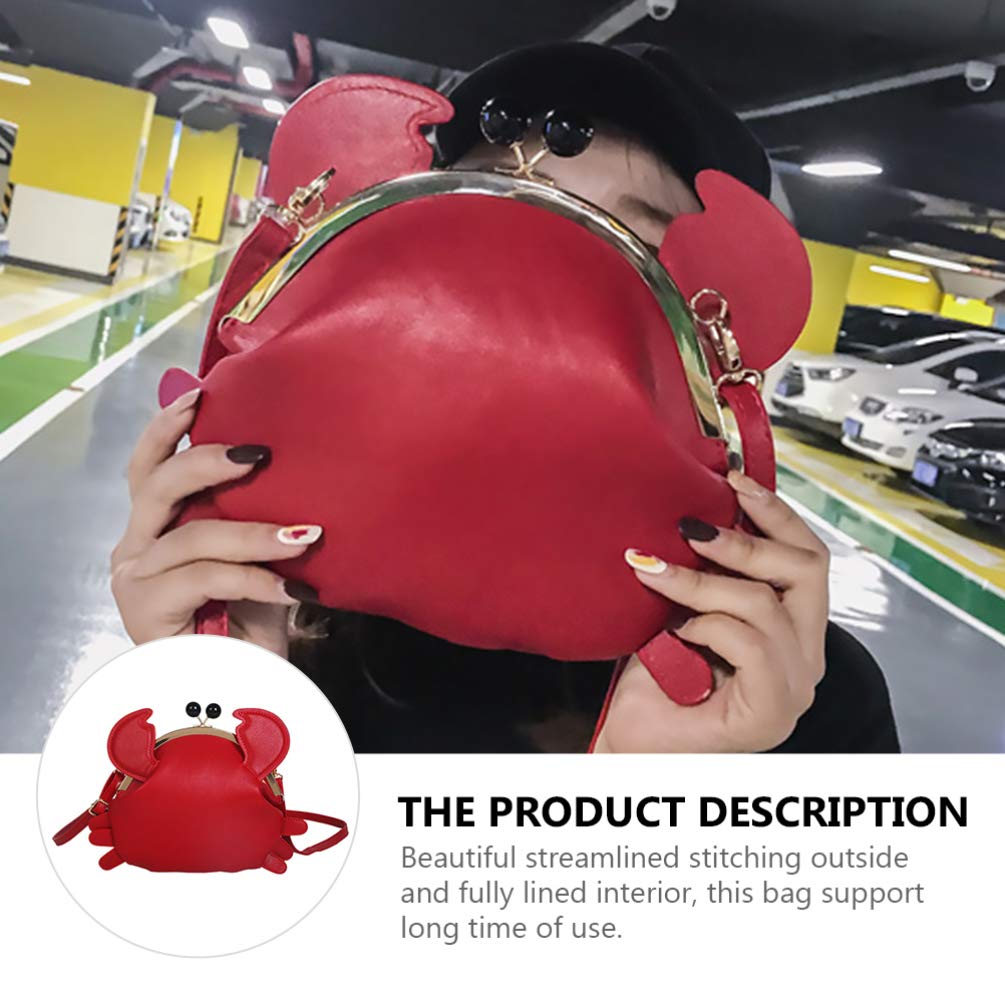 THE PRODUCT DESCRIPTION
Beautiful streamlined stitching outside
and fully lined interior, this bag support
long time of use.